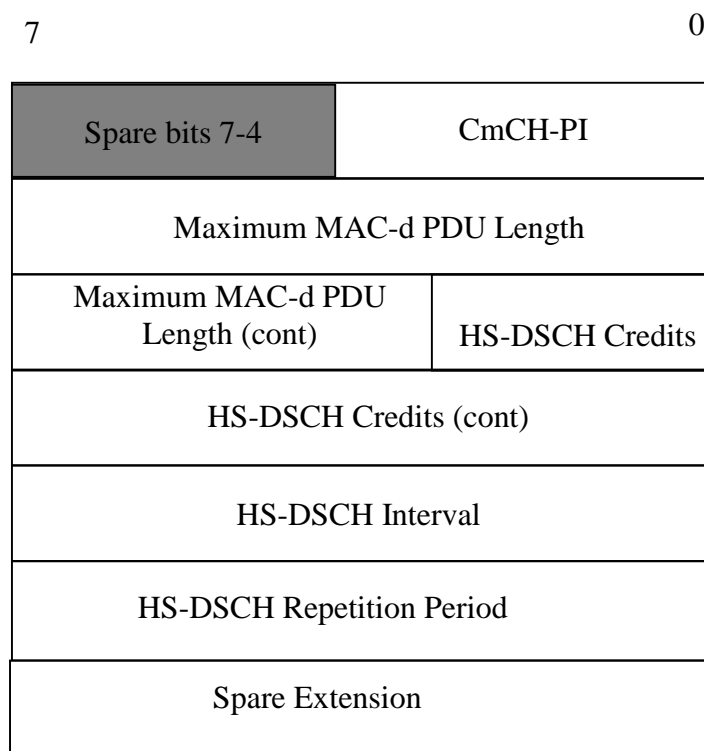 7 0
Spare bits 7-4 CmCH-PI
Maximum MAC-d PDU Length
Maximum MAC-d PDU
Length (cont) HS-DSCH Credits
HS-DSCH Credits (cont)
HS-DSCH Interval
HS-DSCH Repetition Period
Spare Extension